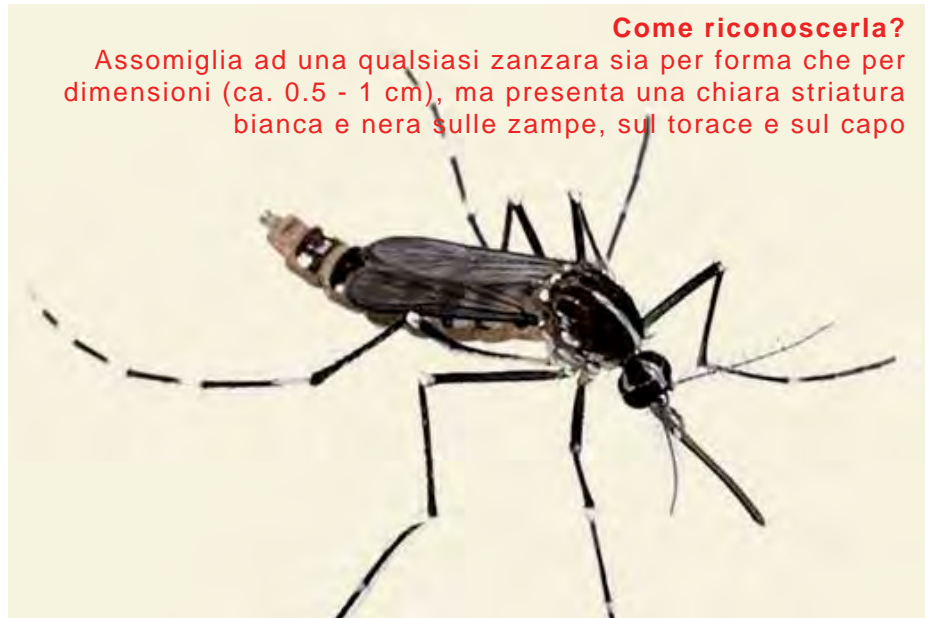 Come riconoscerla?
Assomiglia ad una qualsiasi zanzara sia per forma che per
dimensioni (ca. 0.5 - 1 cm), ma presenta una chiara striatura
bianca e nera sulle zampe, sul torace e sul capo